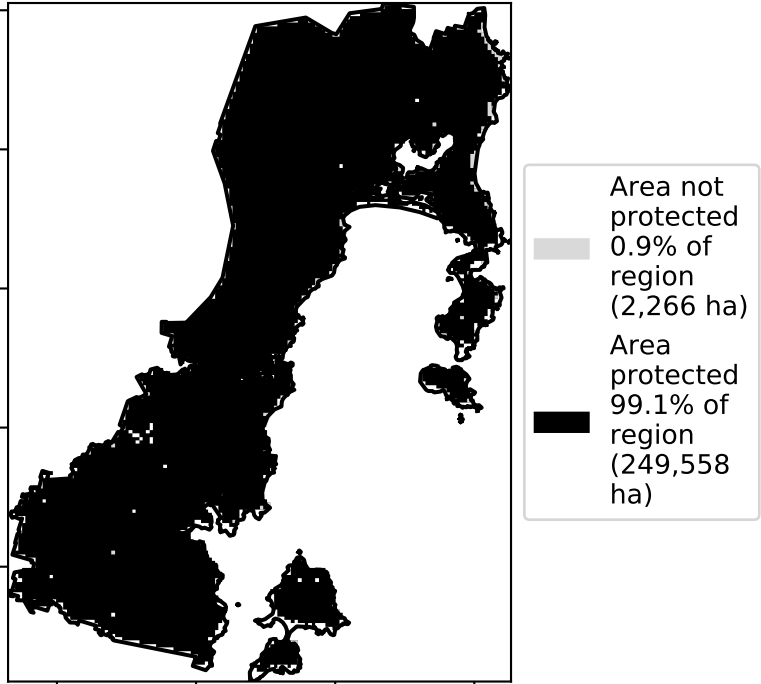 Area not
protected
0.9% of
region
(2,266 ha)
Area
protected
99.1% of
region
(249,558
ha)